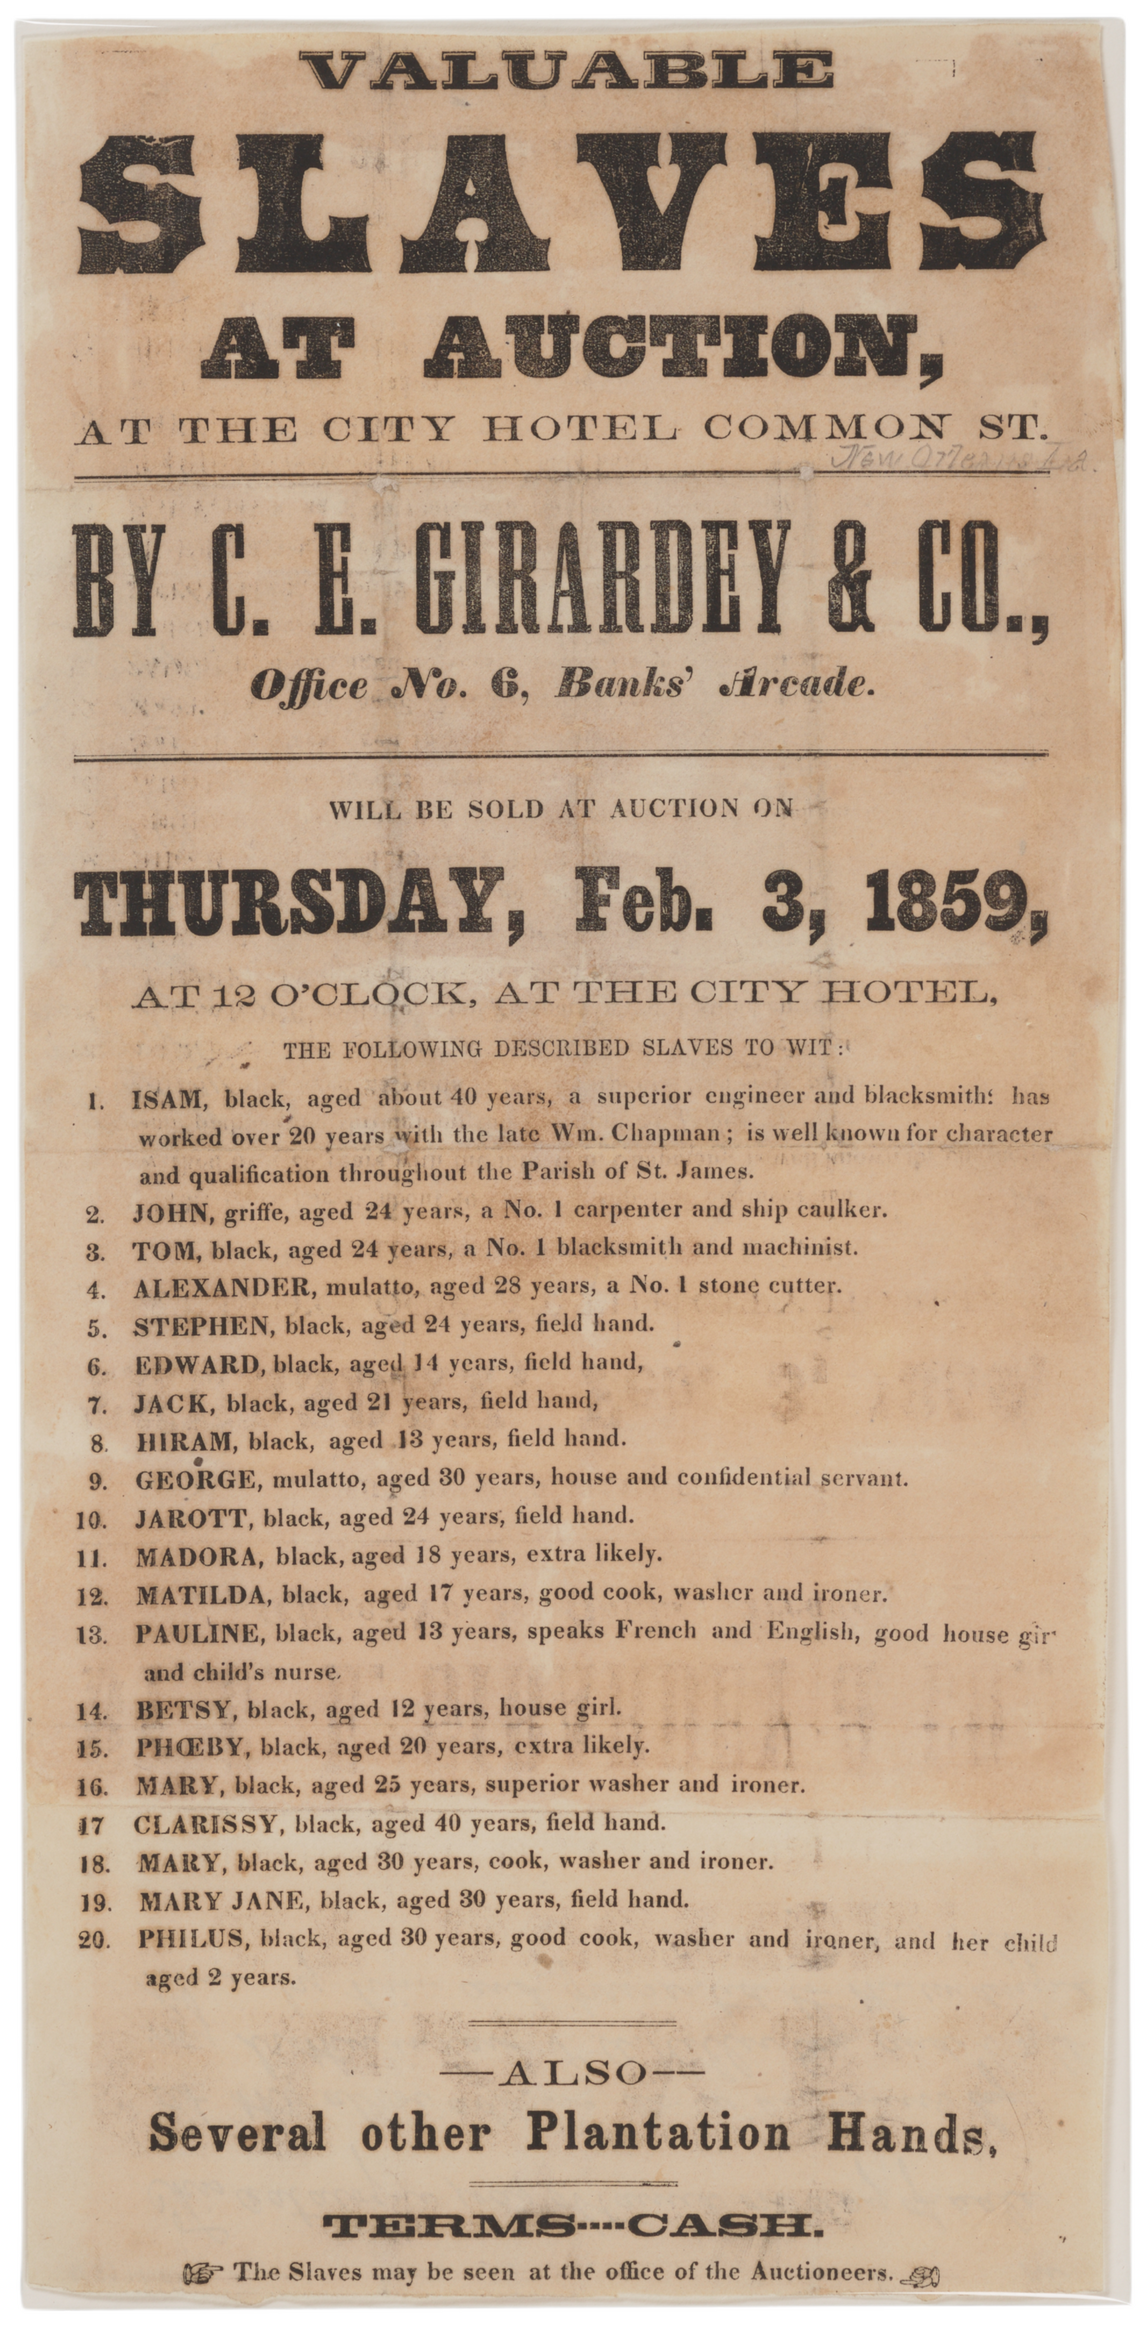 VALUABLE
SLAVES
AT AUCTION,
AT THE CITY HOTEL COMMON ST.
New Orleans La.
BY C. E. GIRARDEY & CO.,
Office No. 6, Banks' Arcade.
WILL BE SOLD AT AUCTION ON
THURSDAY, Feb. 3, 1859,
AT 12 O'CLOCK, AT THE CITY HOTEL,
THE FOLLOWING DESCRIBED SLAVES TO WIT:
1. ISAM, black, aged about 40 years, a superior engineer and blacksmith: has
worked over 20 years with the late Wm. Chapman; is well known for character
and qualification throughout the Parish of St. James.
2. JOHN, griffe, aged 24 years, a No. 1 carpenter and ship caulker.
3. TOM, black, aged 24 years, a No. 1 blacksmith and machinist.
4. ALEXANDER, mulatto, aged 28 years, a No. 1 stone cutter.
5. STEPHEN, black, aged 24 years, field hand.
6. EDWARD, black, aged 14 years, field hand,
7. JACK, black, aged 21 years, field hand,
8. HIRAM, black, aged 13 years, field hand.
9. GEORGE, mulatto, aged 30 years, house and confidential servant.
10. JAROTT, black, aged 24 years, field hand.
11. MADORA, black, aged 18 years, extra likely.
12. MATILDA, black, aged 17 years, good cook, washer and ironer.
13. PAULINE, black, aged 13 years, speaks French and English, good house girl
and child's nurse.
14. BETSY, black, aged 12 years, house girl.
15. PHŒBY, black, aged 20 years, extra likely.
16. MARY, black, aged 25 years, superior washer and ironer.
17 CLARISSY, black, aged 40 years, field hand.
18. MARY, black, aged 30 years, cook, washer and ironer.
19. MARY JANE, black, aged 30 years, field hand.
20. PHILUS, black, aged 30 years, good cook, washer and ironer, and her child
aged 2 years.
—ALSO—
Several other Plantation Hands,
TERMS····CASH.
☞ The Slaves may be seen at the office of the Auctioneers. ☜